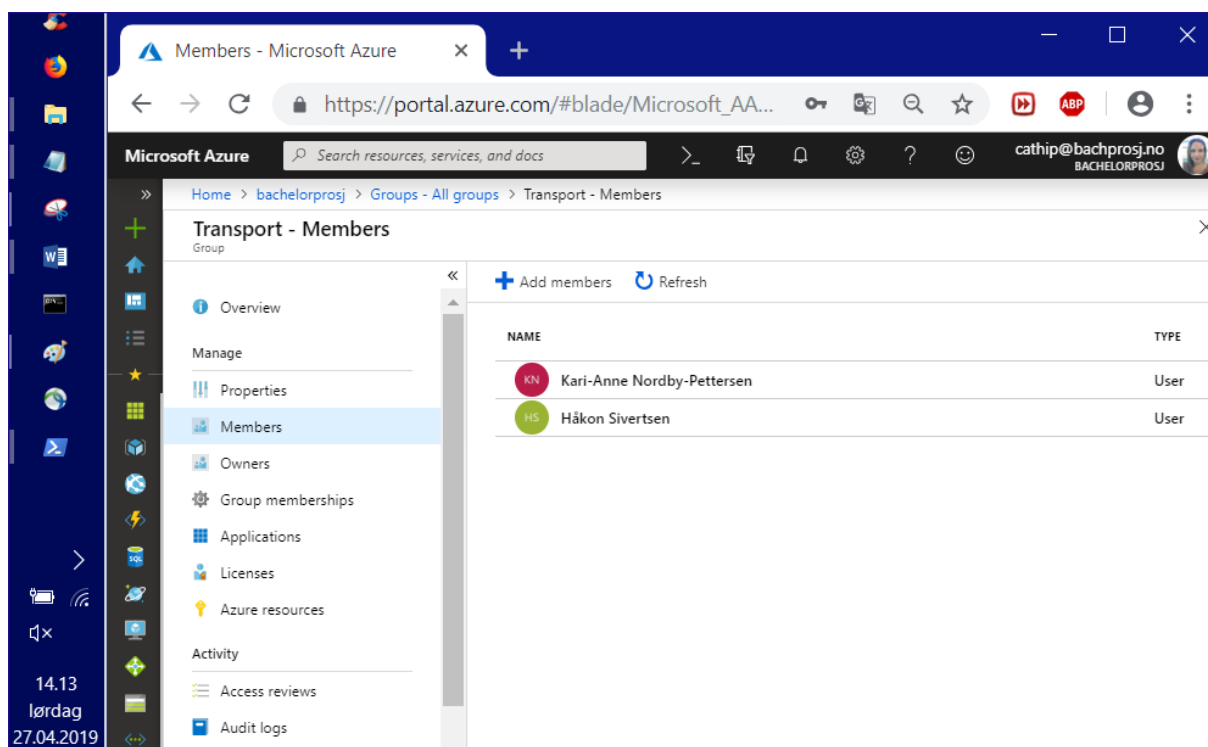 Members - Microsoft Azure
https://portal.azure.com/#blade/Microsoft_AA...
ABP
Microsoft Azure
Search resources, services, and docs
cathip@bachprosj.no
BACHELORPROSJ
Home > bachelorprosj > Groups - All groups > Transport - Members
Transport - Members
Group
Add members
Refresh
Overview
Manage
Properties
Members
Owners
Group memberships
Applications
Licenses
Azure resources
Activity
Access reviews
Audit logs
NAME
TYPE
KN
Kari-Anne Nordby-Pettersen
User
HS
Håkon Sivertsen
User
SQL
14.13
lørdag
27.04.2019